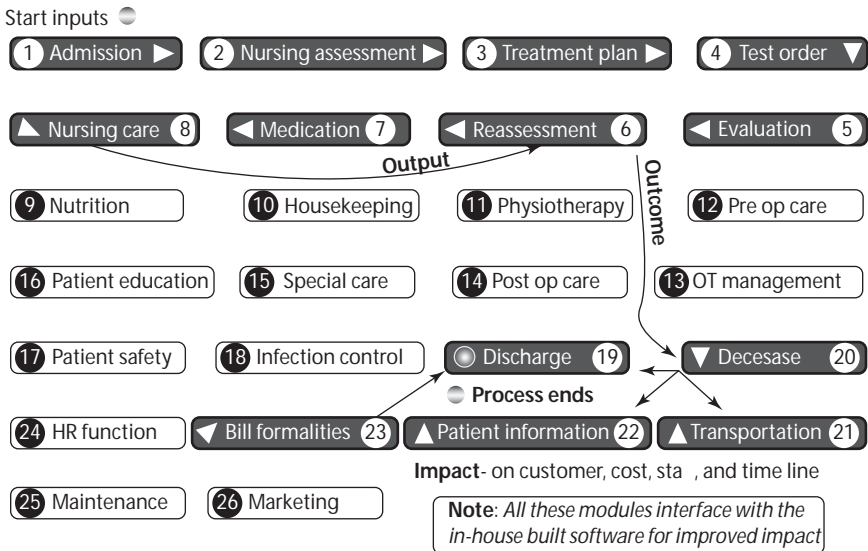 Start inputs
1 Admission
2 Nursing assessment
3 Treatment plan
4 Test order
Nursing care 8
Medication 7
Reassessment 6
Evaluation 5
Output
Outcome
9 Nutrition
10 Housekeeping
11 Physiotherapy
12 Pre op care
16 Patient education
15 Special care
14 Post op care
13 OT management
17 Patient safety
18 Infection control
Discharge 19
Decesase 20
Process ends
24 HR function
Bill formalities 23
Patient information 22
Transportation 21
Impact- on customer, cost, sta , and time line
25 Maintenance
26 Marketing
Note: All these modules interface with the
in-house built software for improved impact